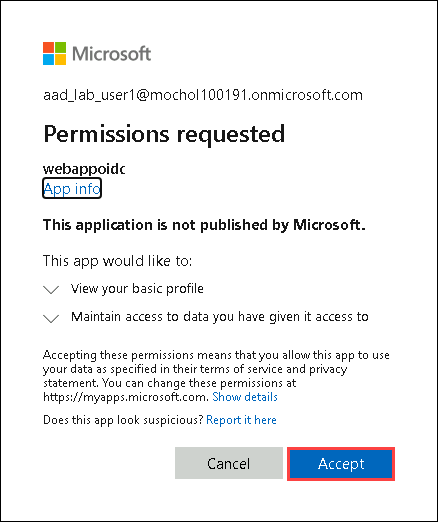 Microsoft
aad_lab_user1@mochol100191.onmicrosoft.com
Permissions requested
webappoidc
App info
This application is not published by Microsoft.
This app would like to:
View your basic profile
Maintain access to data you have given it access to
Accepting these permissions means that you allow this app to use
your data as specified in their terms of service and privacy
statement. You can change these permissions at
https://myapps.microsoft.com. Show details
Does this app look suspicious? Report it here
Cancel
Accept